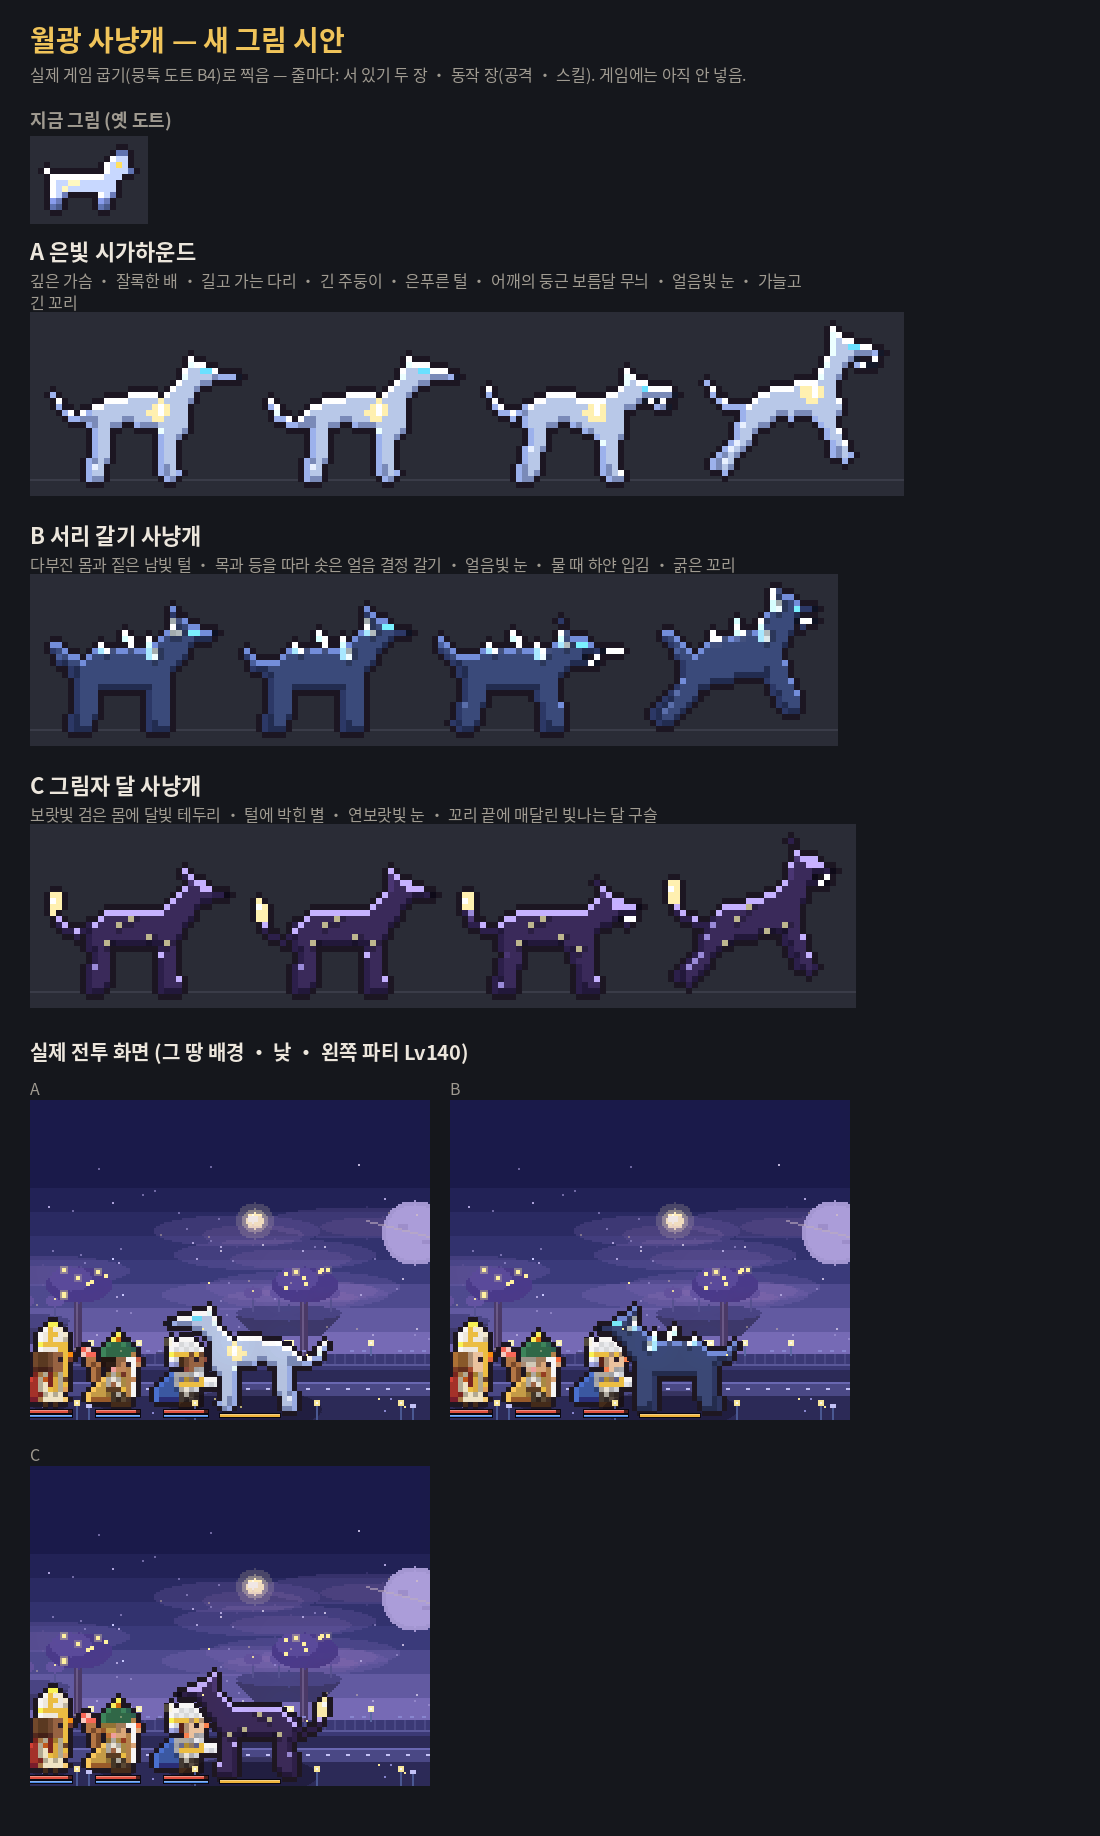 월광 사냥개 — 새 그림 시안
실제 게임 굽기(뭉툭 도트 B4)로 찍음 — 줄마다: 서 있기 두 장 · 동작 장(공격 · 스킬). 게임에는 아직 안 넣음.
지금 그림 (옛 도트)
A 은빛 시가하운드
깊은 가슴 · 잘록한 배 · 길고 가는 다리 · 긴 주둥이 · 은푸른 털 · 어깨의 둥근 보름달 무늬 · 얼음빛 눈 · 가늘고
긴 꼬리
B 서리 갈기 사냥개
다부진 몸과 짙은 남빛 털 · 목과 등을 따라 솟은 얼음 결정 갈기 · 얼음빛 눈 · 물 때 하얀 입김 · 굵은 꼬리
C 그림자 달 사냥개
보랏빛 검은 몸에 달빛 테두리 · 털에 박힌 별 · 연보랏빛 눈 · 꼬리 끝에 매달린 빛나는 달 구슬
실제 전투 화면 (그 땅 배경 · 낮 · 왼쪽 파티 Lv140)
A
B
C